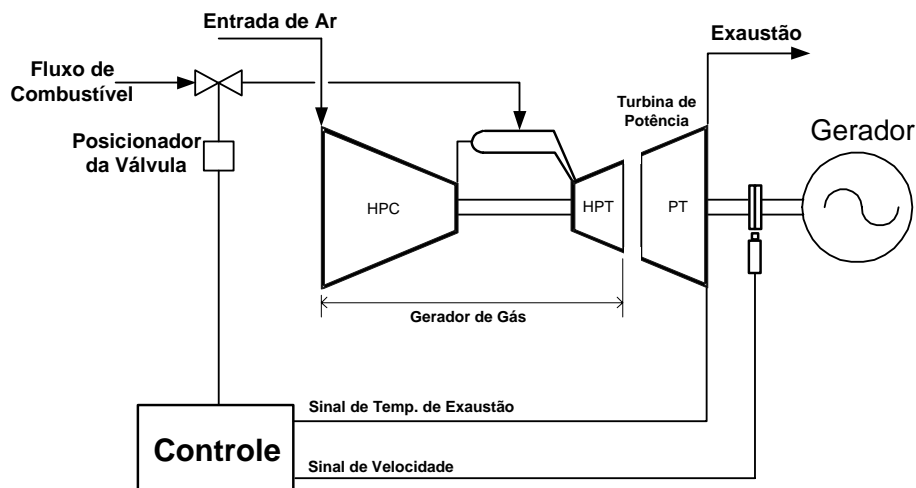 Entrada de Ar
Exaustão
Fluxo de
Combustível
Turbina de
Potência
Gerador
Posicionador
da Válvula
HPC
HPT
PT
Gerador de Gás
Sinal de Temp. de Exaustão
Controle
Sinal de Velocidade